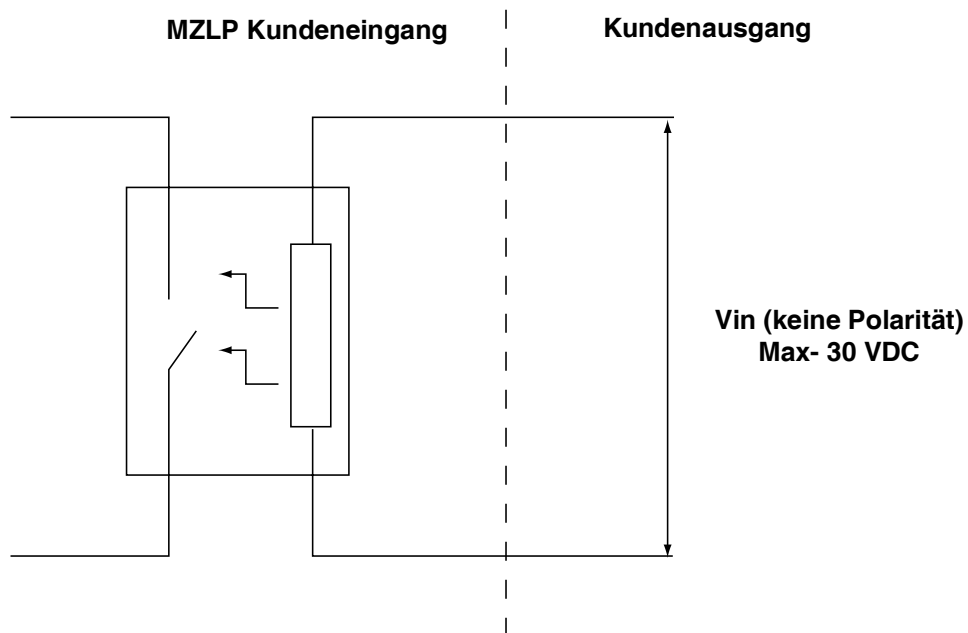 MZLP Kundeneingang
Kundenausgang
Vin (keine Polarität)
Max- 30 VDC